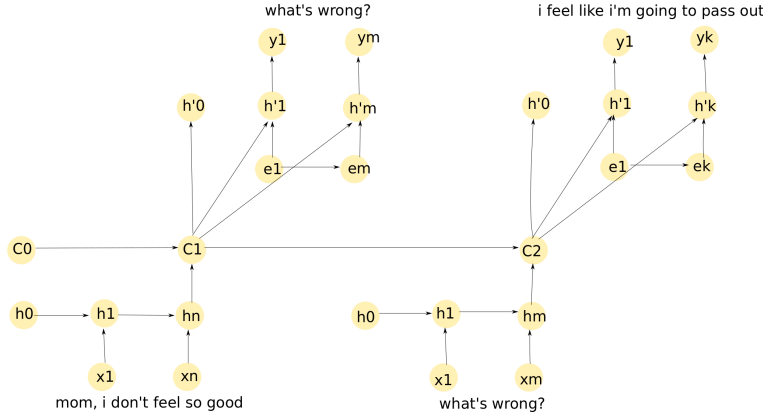 what's wrong?
i feel like i'm going to pass out
y1
ym
y1
yk
h'0
h'1
h'm
h'0
h'1
h'k
e1
em
e1
ek
C0
C1
C2
h0
h1
hn
h0
h1
hm
x1
xn
x1
xm
mom, i don't feel so good
what's wrong?